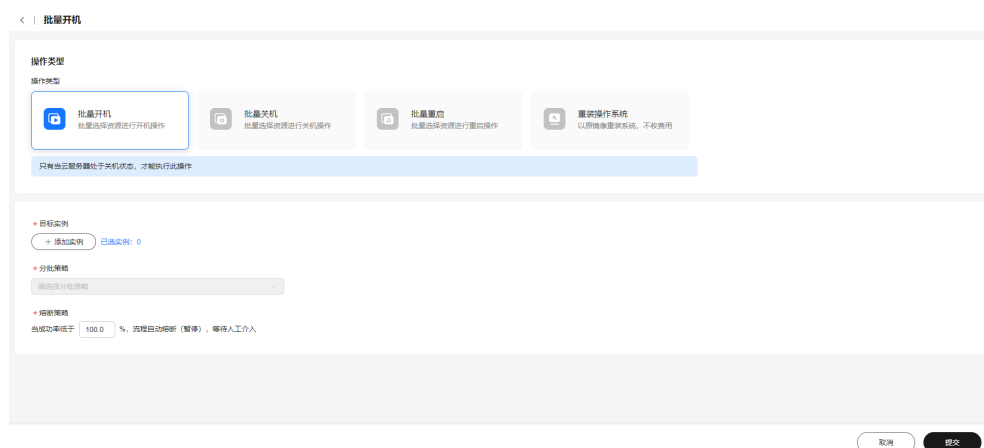 批量开机
操作类型
操作类型
批量开机
批量选择资源进行开机操作
批量关机
批量选择资源进行关机操作
批量重启
批量选择资源进行重启操作
重装操作系统
以原镜像重装系统，不收费用
只有当云服务器处于关机状态，才能执行此操作
* 目标实例
+ 添加实例 已选实例：0
* 分批策略
请选择分批策略
* 熔断策略
当成功率低于 100.0 %，流程自动熔断（暂停），等待人工介入
取消 提交